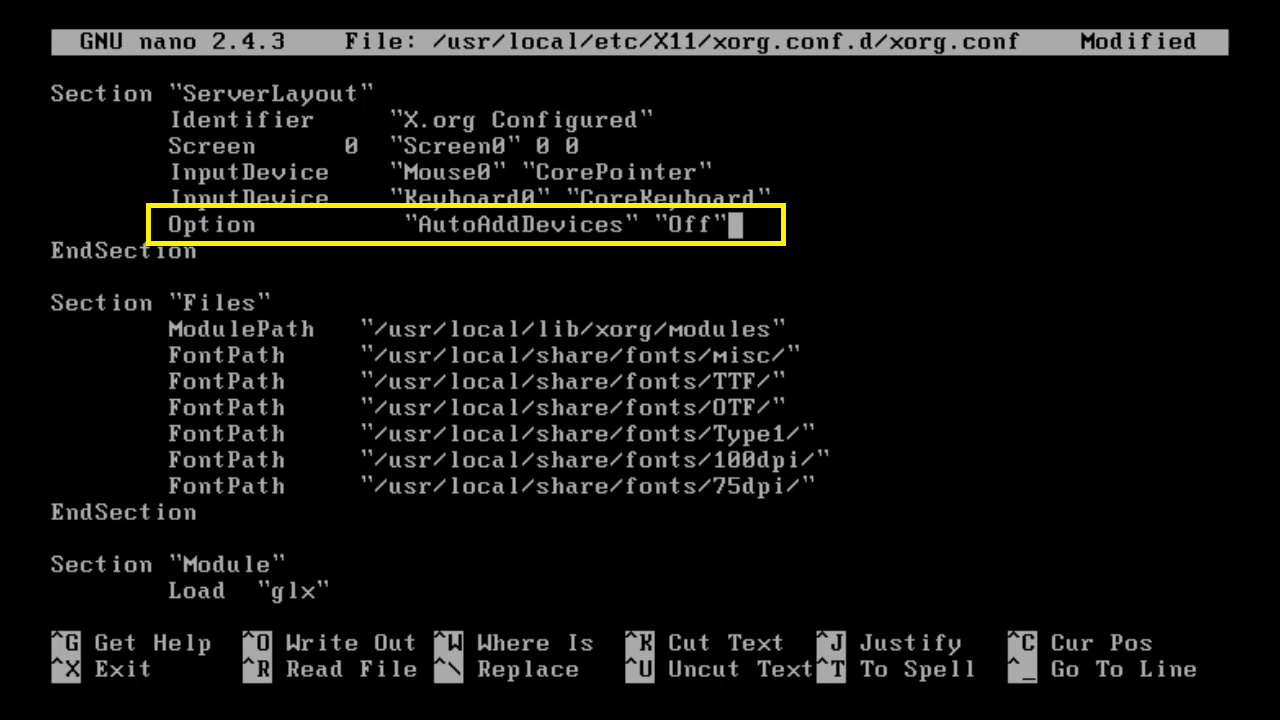 GNU nano 2.4.3 File: /usr/local/etc/X11/xorg.conf.d/xorg.conf Modified
Section "ServerLayout"
Identifier "X.org Configured"
Screen 0 "Screen0" 0 0
InputDevice "Mouse0" "CorePointer"
InputDevice "Keyboard0" "CoreKeyboard"
Option "AutoAddDevices" "Off"
EndSection
Section "Files"
ModulePath "/usr/local/lib/xorg/modules"
FontPath "/usr/local/share/fonts/misc/"
FontPath "/usr/local/share/fonts/TTF/"
FontPath "/usr/local/share/fonts/OTF/"
FontPath "/usr/local/share/fonts/Type1/"
FontPath "/usr/local/share/fonts/100dpi/"
FontPath "/usr/local/share/fonts/75dpi/"
EndSection
Section "Module"
Load "glx"
^G Get Help ^O Write Out ^W Where Is ^K Cut Text ^J Justify ^C Cur Pos
^X Exit ^R Read File ^\ Replace ^U Uncut Text ^T To Spell ^_ Go To Line